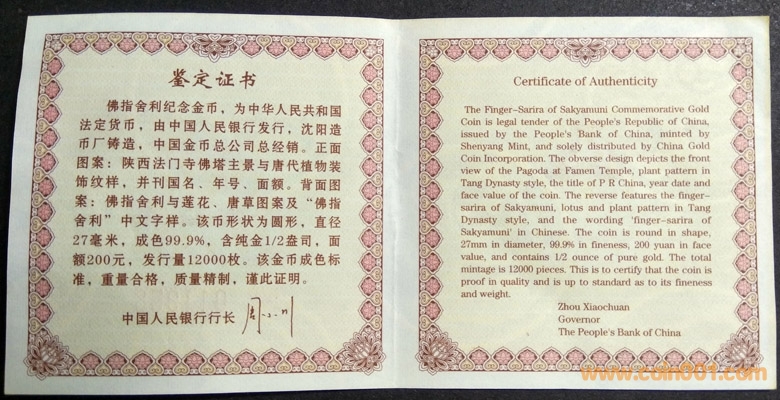 鉴定证书
佛指舍利纪念金币，为中华人民共和国
法定货币，由中国人民银行发行，沈阳造
币厂铸造，中国金币总公司总经销。正面
图案：陕西法门寺佛塔主景与唐代植物装
饰纹样，并刊国名、年号、面额。背面图
案：佛指舍利与莲花、唐草图案及“佛指
舍利”中文字样。该币形状为圆形，直径
27毫米，成色99.9%，含纯金1/2盎司，面
额200元，发行量12000枚。该金币成色标
准，重量合格，质量精制，谨此证明。
中国人民银行行长 周小川
Certificate of Authenticity
The Finger-Sarira of Sakyamuni Commemorative Gold
Coin is legal tender of the People's Republic of China,
issued by the People's Bank of China, minted by
Shenyang Mint, and solely distributed by China Gold
Coin Incorporation. The obverse design depicts the front
view of the Pagoda at Famen Temple, plant pattern in
Tang Dynasty style, the title of P R China, year date and
face value of the coin. The reverse features the finger-
sarira of Sakyamuni, lotus and plant pattern in Tang
Dynasty style, and the wording 'finger-sarira of
Sakyamuni' in Chinese. The coin is round in shape,
27mm in diameter, 99.9% in fineness, 200 yuan in face
value, and contains 1/2 ounce of pure gold. The total
mintage is 12000 pieces. This is to certify that the coin is
proof in quality and is up to standard as to its fineness
and weight.
Zhou Xiaochuan
Governor
The People's Bank of China
www.coin001.com